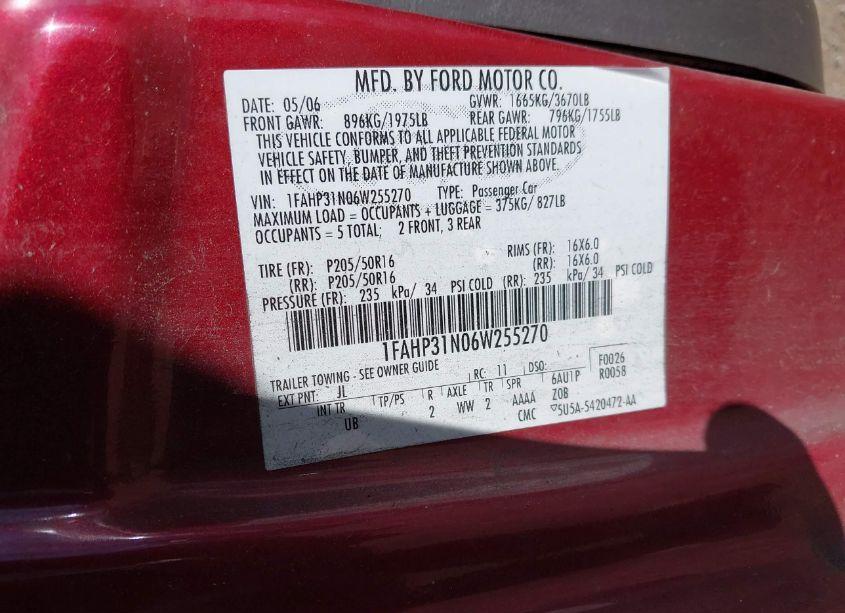 MFD. BY FORD MOTOR CO.
DATE: 05/06 GVWR: 1665KG/3670LB
FRONT GAWR: 896KG/1975LB REAR GAWR: 796KG/1755LB
THIS VEHICLE CONFORMS TO ALL APPLICABLE FEDERAL MOTOR
VEHICLE SAFETY, BUMPER, AND THEFT PREVENTION STANDARDS
IN EFFECT ON THE DATE OF MANUFACTURE SHOWN ABOVE.
VIN: 1FAHP31N06W255270 TYPE: Passenger Car
MAXIMUM LOAD = OCCUPANTS + LUGGAGE = 375KG/ 827LB
OCCUPANTS = 5 TOTAL; 2 FRONT, 3 REAR
TIRE (FR): P205/50R16 RIMS (FR): 16X6.0
(RR): P205/50R16 (RR): 16X6.0
PRESSURE (FR): 235 kPa/ 34 PSI COLD (RR): 235 kPa/ 34 PSI COLD
1FAHP31N06W255270
TRAILER TOWING - SEE OWNER GUIDE RC: 11 DSO: F0026
EXT PNT: JL R0058
INT TR TP/PS R AXLE TR SPR 6AU1P
UB 2 WW 2 AAAA ZOB
CMC ▽5U5A-5420472-AA